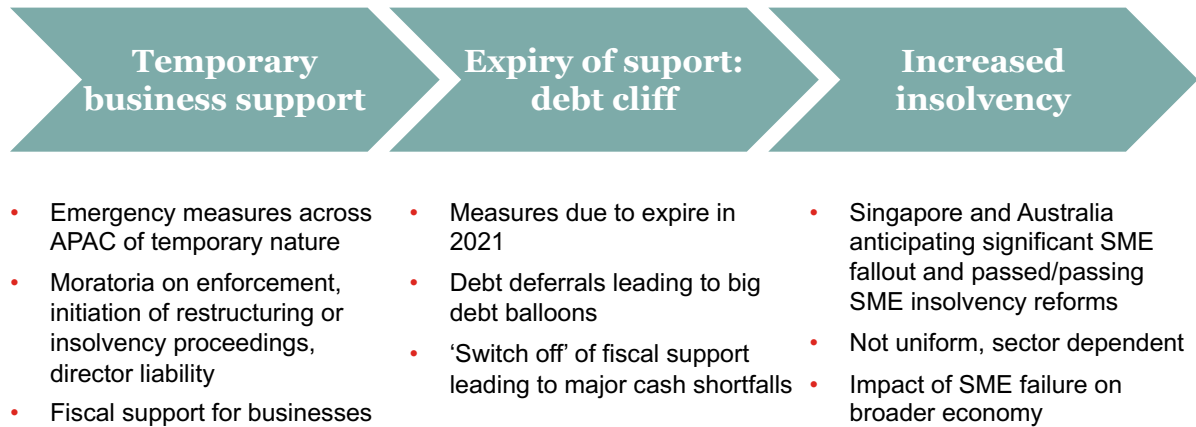 Temporary
business support
Expiry of suport:
debt cliff
Increased
insolvency
• Emergency measures across
APAC of temporary nature
• Moratoria on enforcement,
initiation of restructuring or
insolvency proceedings,
director liability
• Fiscal support for businesses
• Measures due to expire in
2021
• Debt deferrals leading to big
debt balloons
• ‘Switch off’ of fiscal support
leading to major cash shortfalls
• Singapore and Australia
anticipating significant SME
fallout and passed/passing
SME insolvency reforms
• Not uniform, sector dependent
• Impact of SME failure on
broader economy